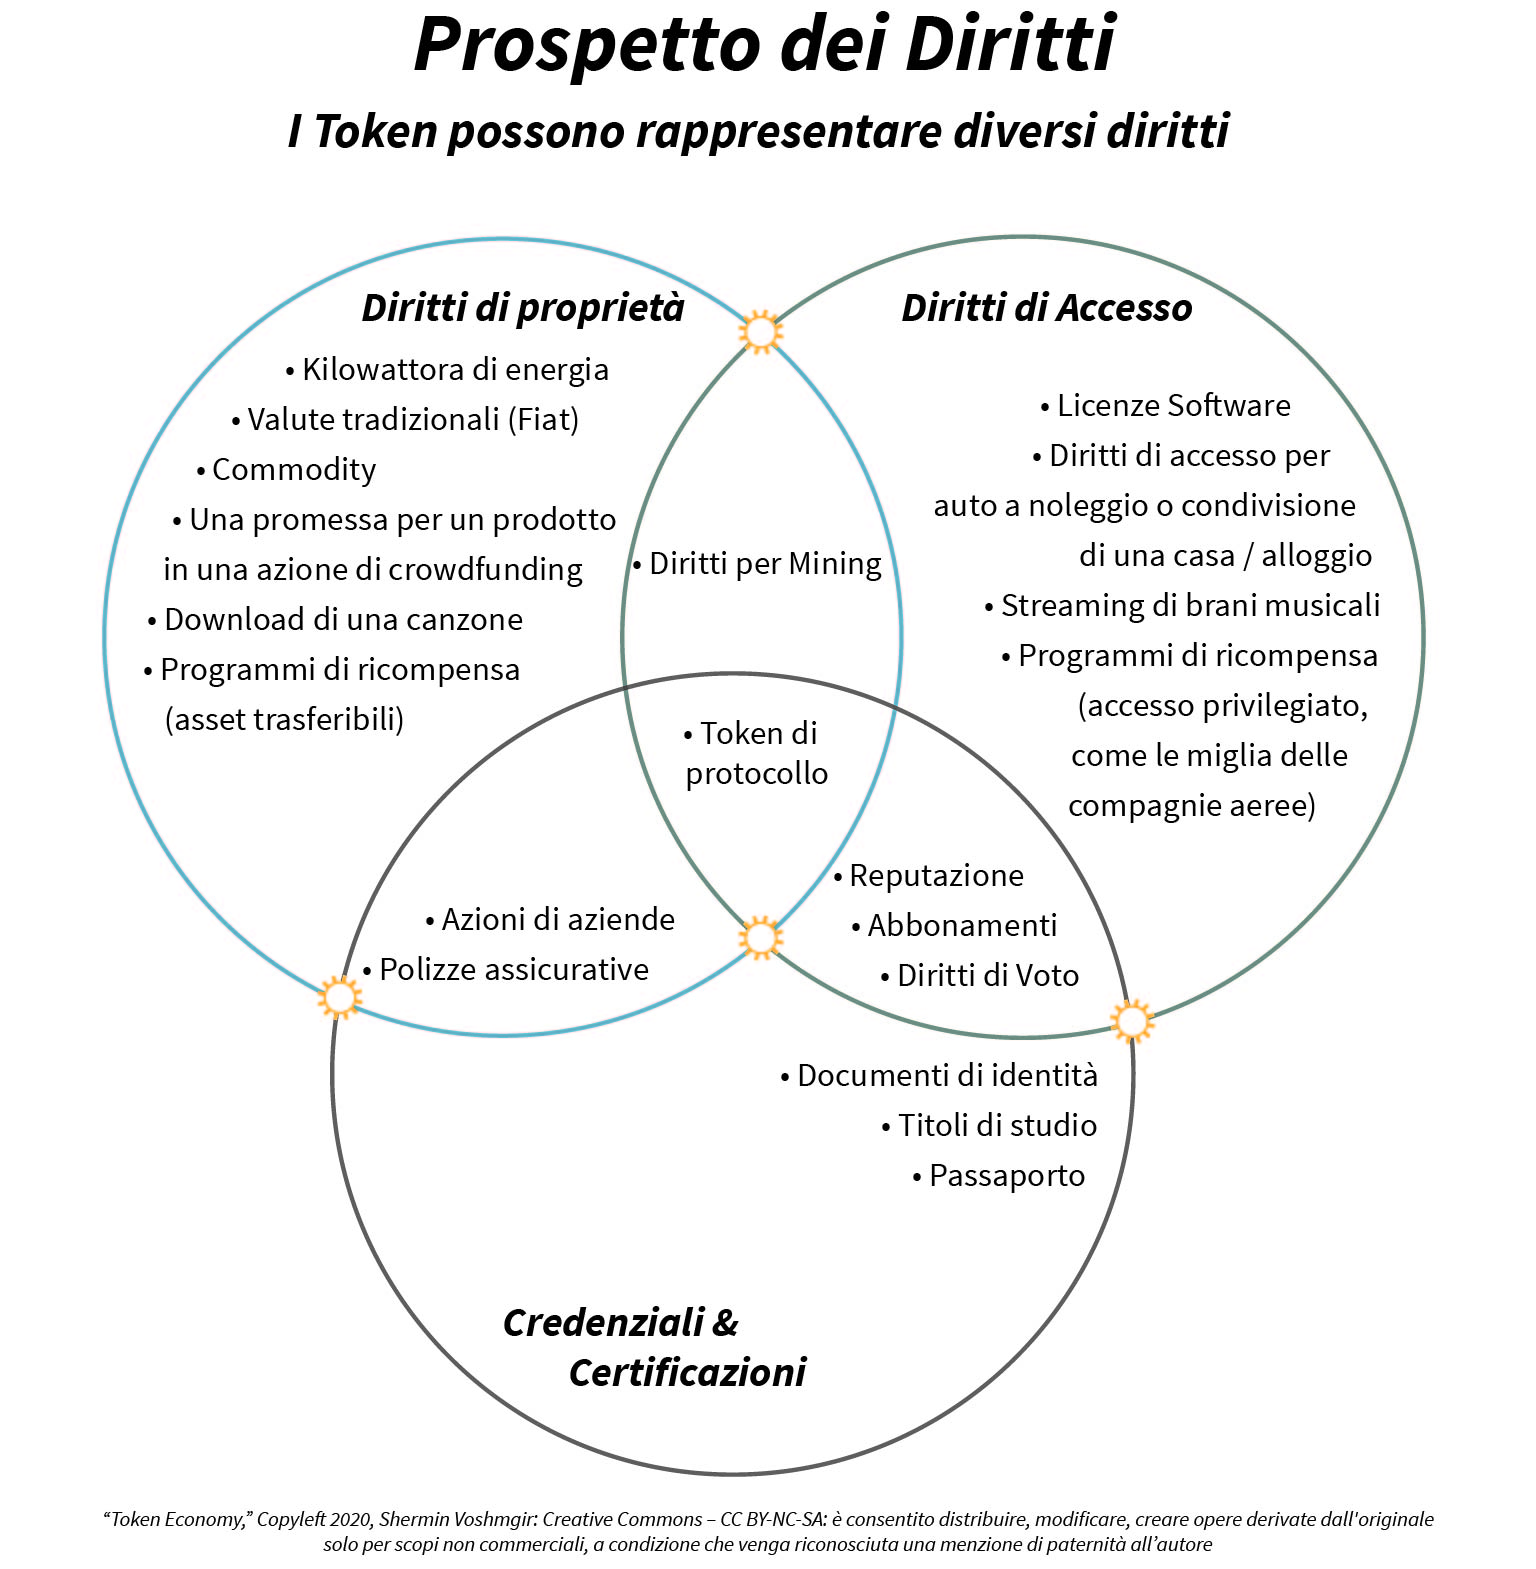 Prospetto dei Diritti
I Token possono rappresentare diversi diritti
Diritti di proprietà
• Kilowattora di energia
• Valute tradizionali (Fiat)
• Commodity
• Una promessa per un prodotto
in una azione di crowdfunding
• Download di una canzone
• Programmi di ricompensa
(asset trasferibili)
Diritti di Accesso
• Licenze Software
• Diritti di accesso per
auto a noleggio o condivisione
di una casa / alloggio
• Streaming di brani musicali
• Programmi di ricompensa
(accesso privilegiato,
come le miglia delle
compagnie aeree)
• Diritti per Mining
• Token di
protocollo
• Azioni di aziende
• Polizze assicurative
• Reputazione
• Abbonamenti
• Diritti di Voto
• Documenti di identità
• Titoli di studio
• Passaporto
Credenziali &
Certificazioni
“Token Economy,” Copyleft 2020, Shermin Voshmgir: Creative Commons – CC BY-NC-SA: è consentito distribuire, modificare, creare opere derivate dall'originale
solo per scopi non commerciali, a condizione che venga riconosciuta una menzione di paternità all’autore